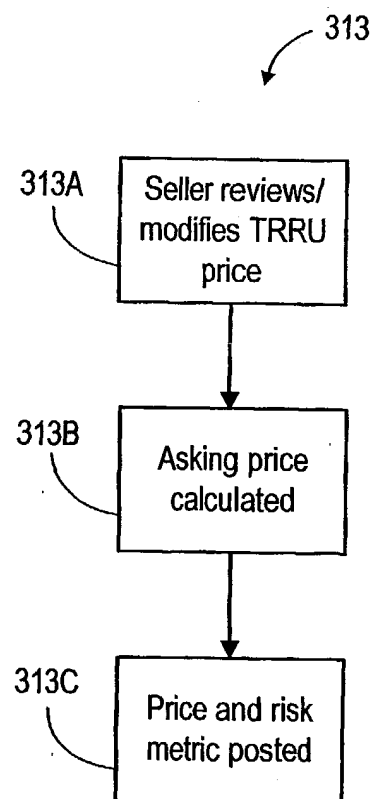 313
313A
Seller reviews/
modifies TRRU
price
313B
Asking price
calculated
313C
Price and risk
metric posted